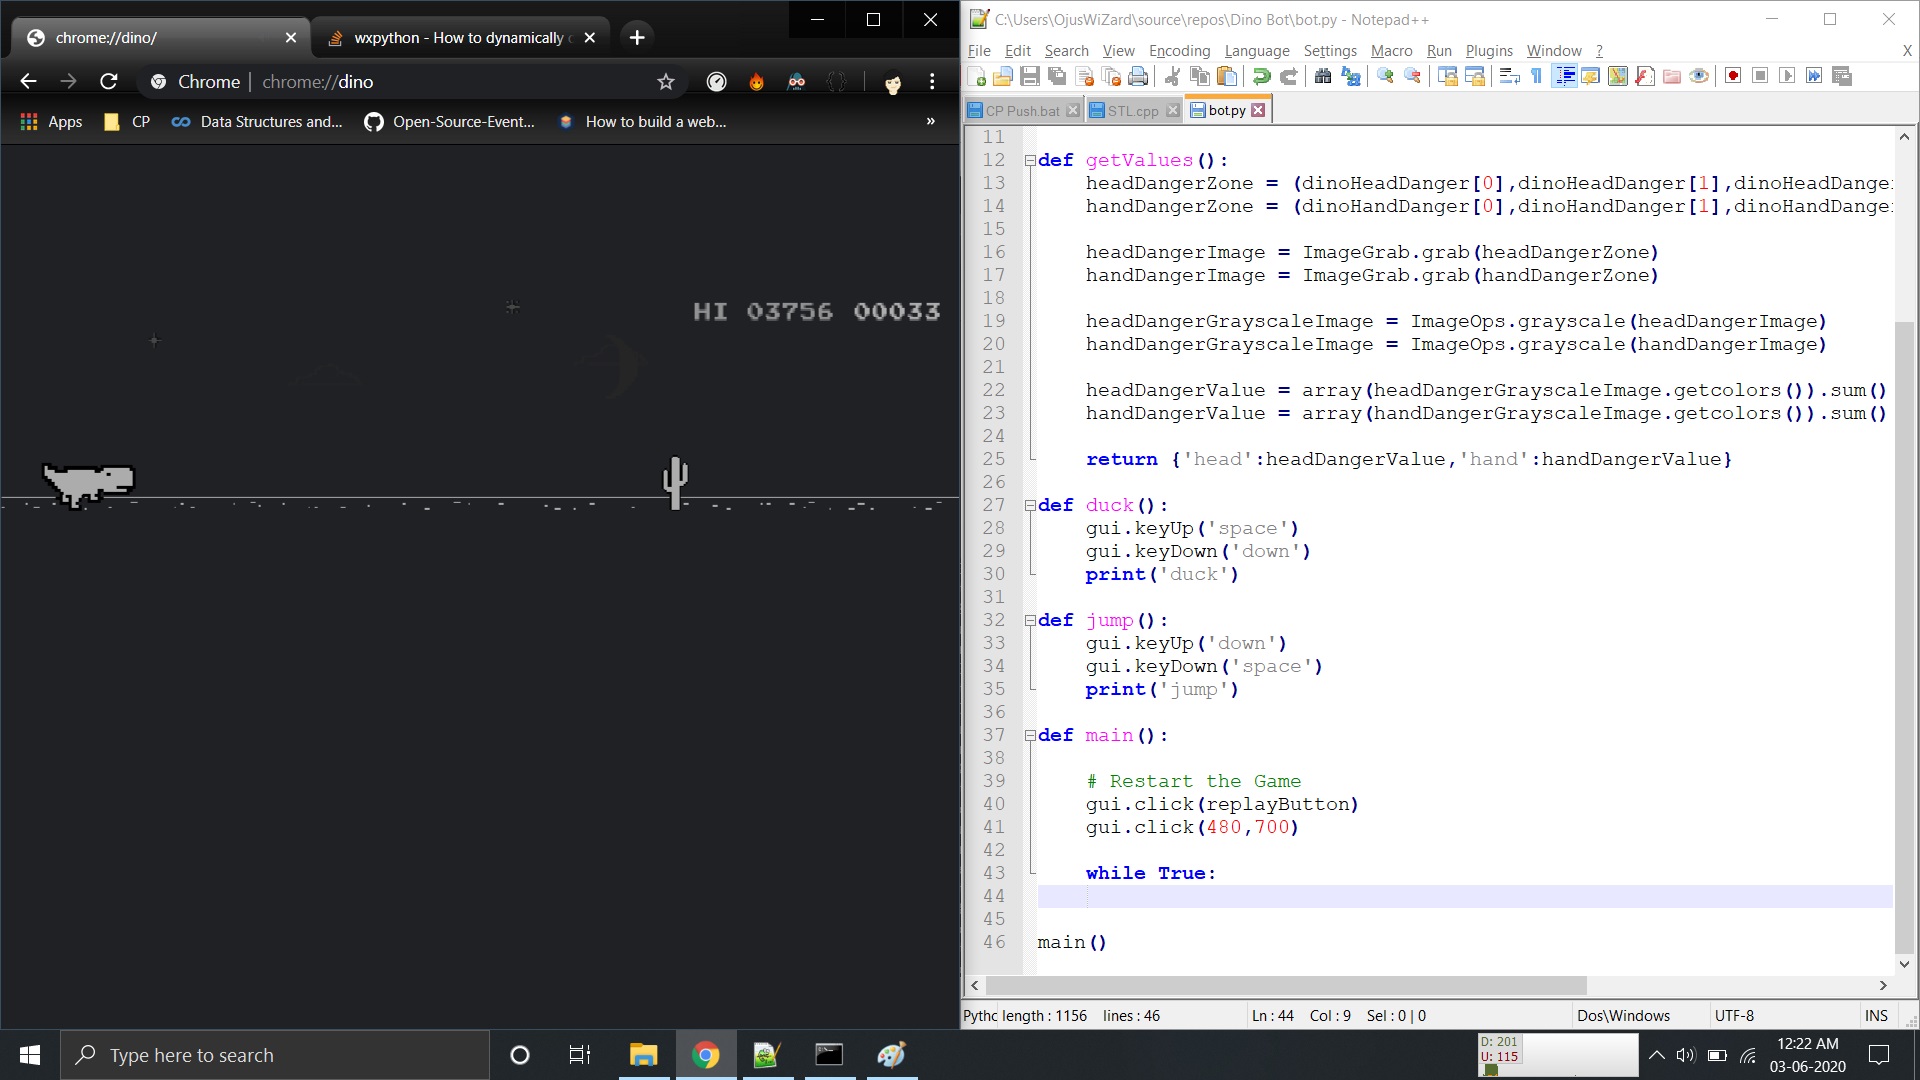 chrome://dino/
wxpython - How to dynamically
Chrome | chrome://dino
Apps
CP
Data Structures and...
Open-Source-Event...
How to build a web...
»
HI 03756 00033
C:\Users\OjusWiZard\source\repos\Dino Bot\bot.py - Notepad++
File Edit Search View Encoding Language Settings Macro Run Plugins Window ?
X
CP Push.bat
STL.cpp
bot.py
11
12 def getValues():
13 headDangerZone = (dinoHeadDanger[0],dinoHeadDanger[1],dinoHeadDange
14 handDangerZone = (dinoHandDanger[0],dinoHandDanger[1],dinoHandDange
15
16 headDangerImage = ImageGrab.grab(headDangerZone)
17 handDangerImage = ImageGrab.grab(handDangerZone)
18
19 headDangerGrayscaleImage = ImageOps.grayscale(headDangerImage)
20 handDangerGrayscaleImage = ImageOps.grayscale(handDangerImage)
21
22 headDangerValue = array(headDangerGrayscaleImage.getcolors()).sum()
23 handDangerValue = array(handDangerGrayscaleImage.getcolors()).sum()
24
25 return {'head':headDangerValue,'hand':handDangerValue}
26
27 def duck():
28 gui.keyUp('space')
29 gui.keyDown('down')
30 print('duck')
31
32 def jump():
33 gui.keyUp('down')
34 gui.keyDown('space')
35 print('jump')
36
37 def main():
38
39 # Restart the Game
40 gui.click(replayButton)
41 gui.click(480,700)
42
43 while True:
44
45
46 main()
Pythc length : 1156 lines : 46 Ln : 44 Col : 9 Sel : 0 | 0 Dos\Windows UTF-8 INS
Type here to search
D: 201
U: 115
12:22 AM
03-06-2020